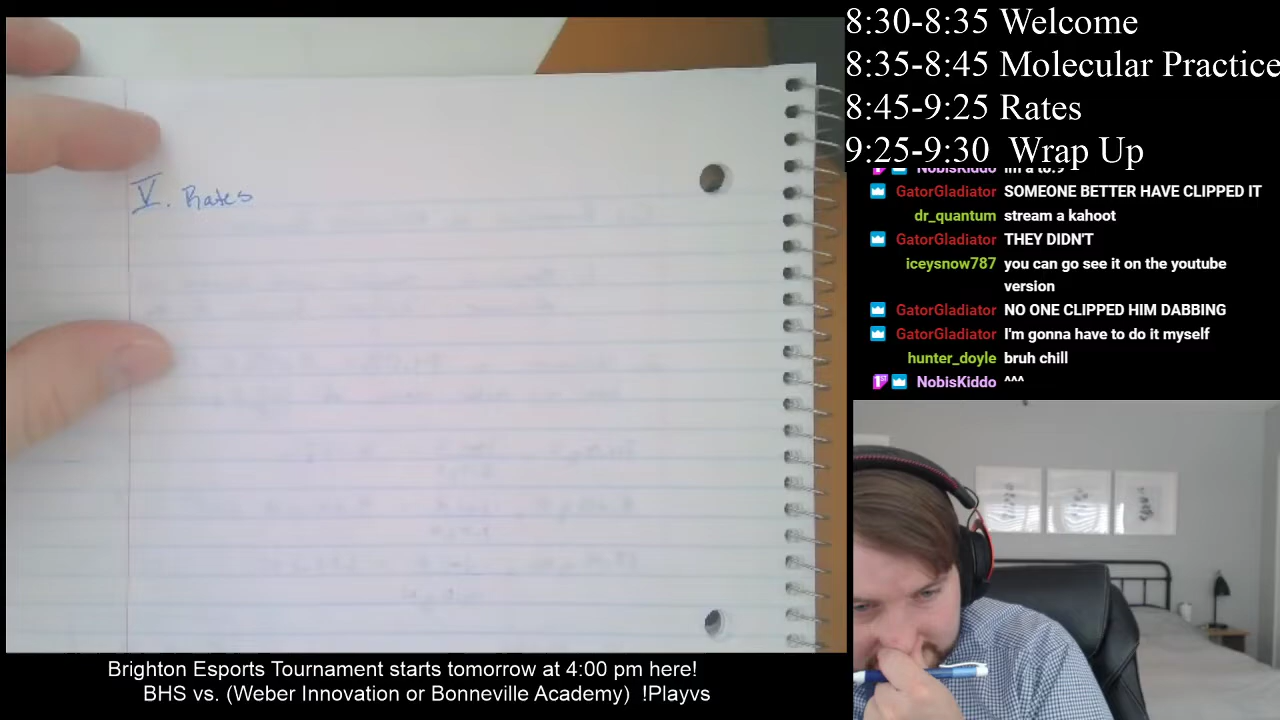 V. Rates
8:30-8:35 Welcome
8:35-8:45 Molecular Practice
8:45-9:25 Rates
9:25-9:30 Wrap Up
NobisKiddo
GatorGladiator SOMEONE BETTER HAVE CLIPPED IT
dr_quantum stream a kahoot
GatorGladiator THEY DIDN'T
iceysnow787 you can go see it on the youtube
version
GatorGladiator NO ONE CLIPPED HIM DABBING
GatorGladiator I'm gonna have to do it myself
hunter_doyle bruh chill
NobisKiddo ^^^
Brighton Esports Tournament starts tomorrow at 4:00 pm here!
BHS vs. (Weber Innovation or Bonneville Academy) !Playvs